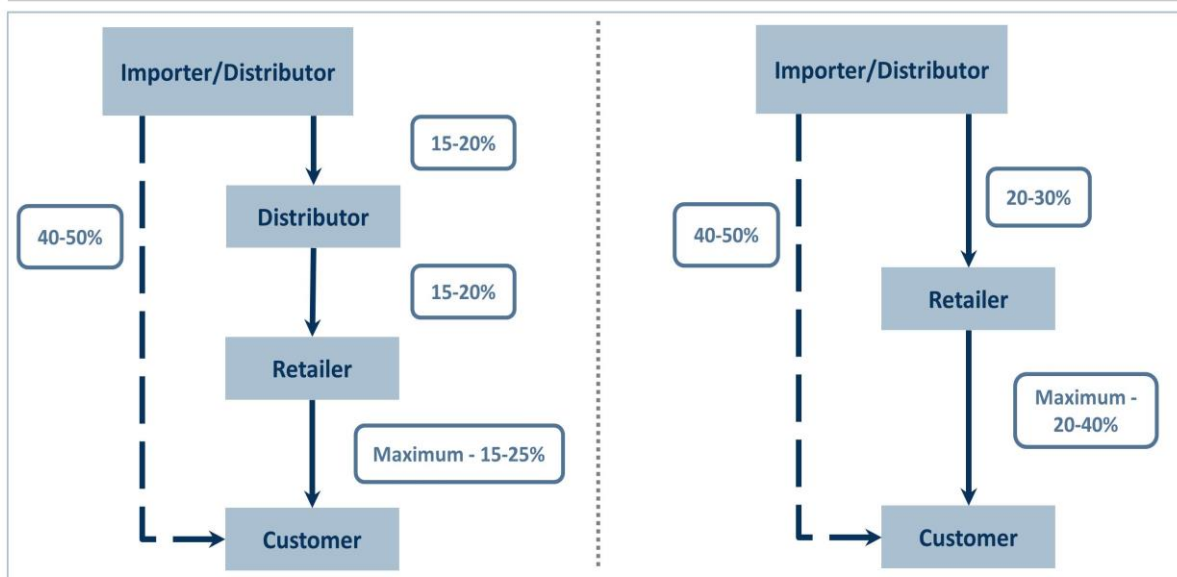 Importer/Distributor
15-20%
Distributor
40-50%
15-20%
Retailer
Maximum - 15-25%
Customer
Importer/Distributor
20-30%
40-50%
Retailer
Maximum -
20-40%
Customer